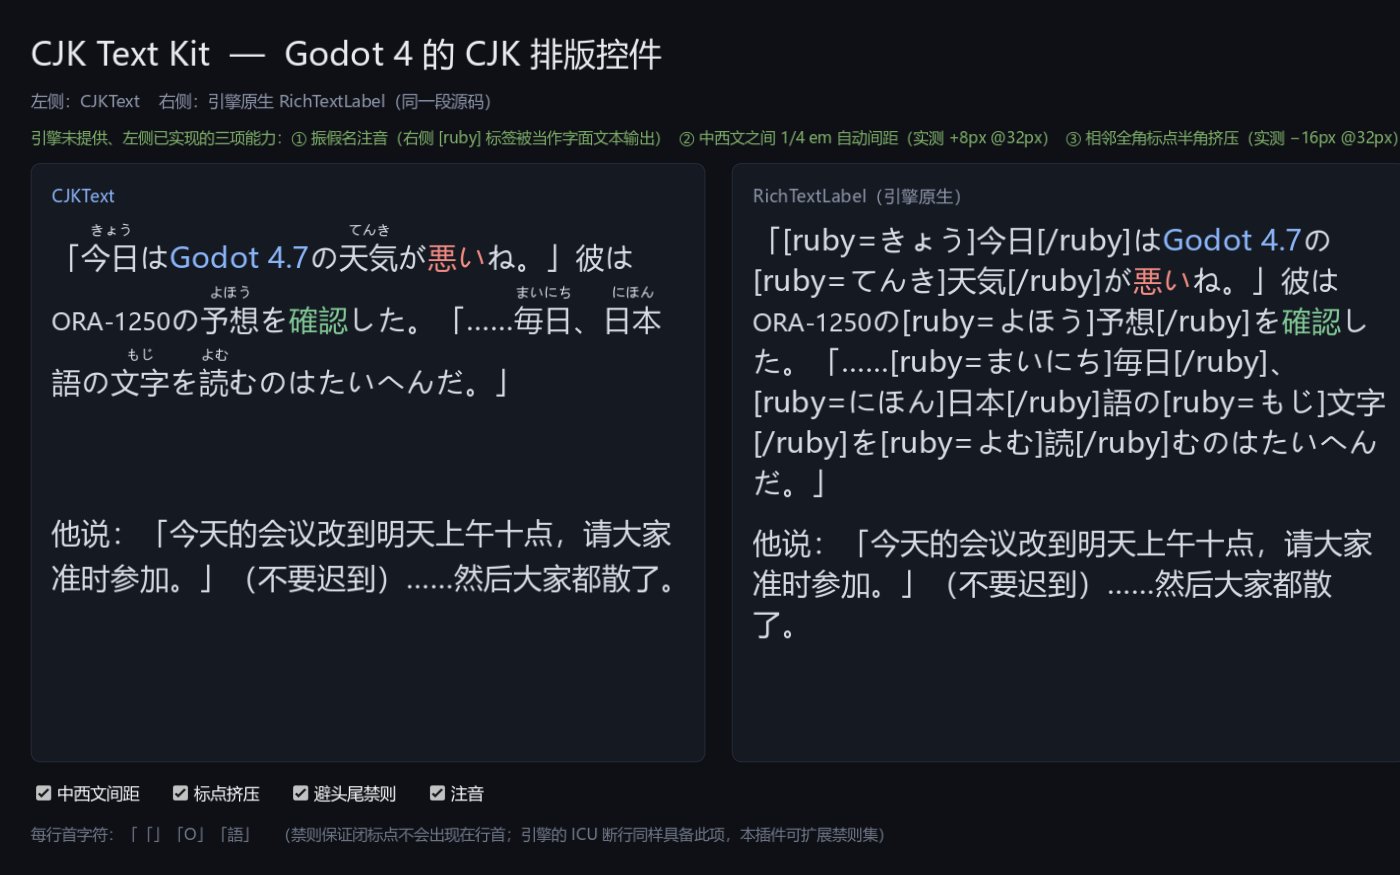 CJK Text Kit — Godot 4 的 CJK 排版控件
左侧：CJKText 右侧：引擎原生 RichTextLabel（同一段源码）
引擎未提供、左侧已实现的三项能力：① 振假名注音（右侧 [ruby] 标签被当作字面文本输出） ② 中西文之间 1/4 em 自动间距（实测 +8px @32px） ③ 相邻全角标点半角挤压（实测 −16px @32px）
CJKText
きょう てんき
「今日はGodot 4.7の天気が悪いね。」彼は
よほう まいにち にほん
ORA-1250の予想を確認した。「……毎日、日本
もじ よむ
語の文字を読むのはたいへんだ。」
他说：「今天的会议改到明天上午十点，请大家
准时参加。」（不要迟到）……然后大家都散了。
RichTextLabel（引擎原生）
「[ruby=きょう]今日[/ruby]はGodot 4.7の
[ruby=てんき]天気[/ruby]が悪いね。」彼は
ORA-1250の[ruby=よほう]予想[/ruby]を確認し
た。「……[ruby=まいにち]毎日[/ruby]、
[ruby=にほん]日本[/ruby]語の[ruby=もじ]文字
[/ruby]を[ruby=よむ]読[/ruby]むのはたいへん
だ。」
他说：「今天的会议改到明天上午十点，请大家
准时参加。」（不要迟到）……然后大家都散
了。
中西文间距 标点挤压 避头尾禁则 注音
每行首字符：「「」「O」「語」 （禁则保证闭标点不会出现在行首；引擎的 ICU 断行同样具备此项，本插件可扩展禁则集）